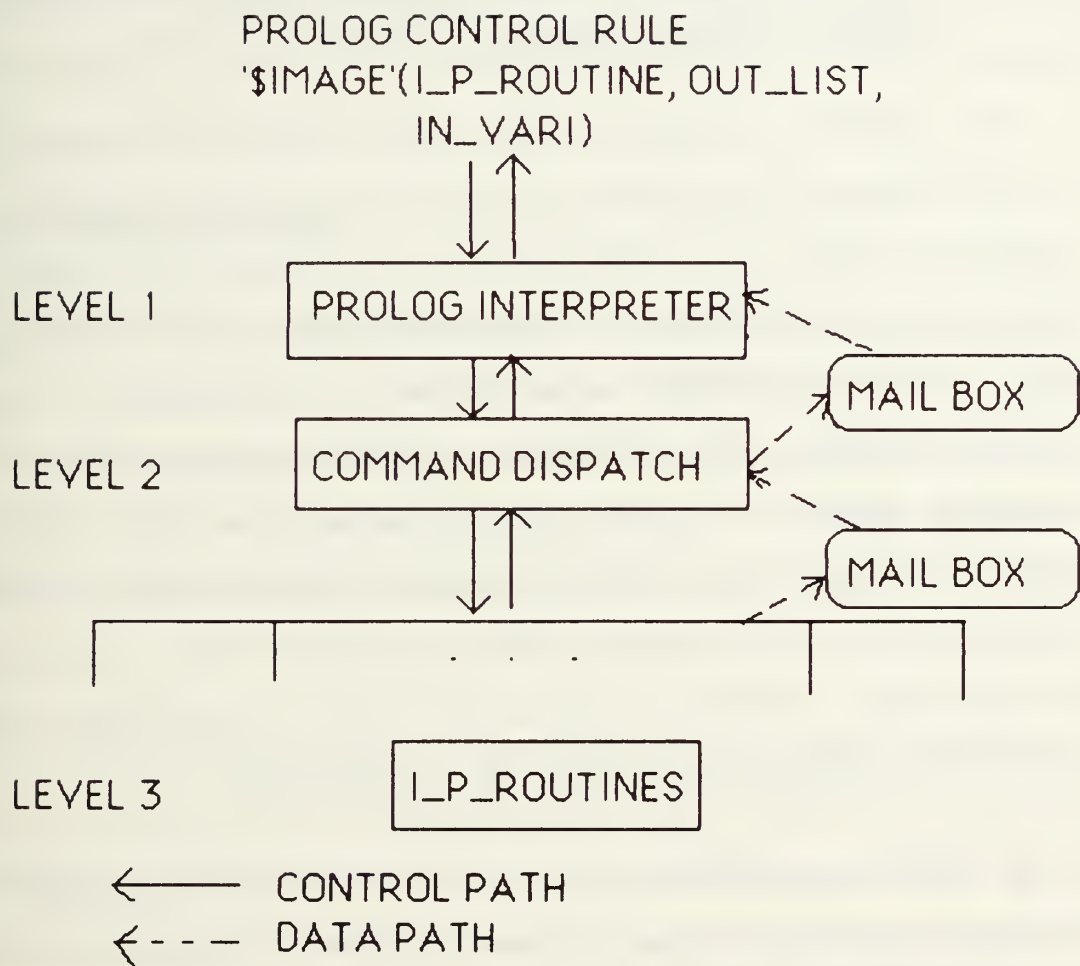 PROLOG CONTROL RULE
'$IMAGE'(I_P_ROUTINE, OUT_LIST,
IN_VARI)
LEVEL 1
PROLOG INTERPRETER
MAIL BOX
LEVEL 2
COMMAND DISPATCH
MAIL BOX
. . .
LEVEL 3
I_P_ROUTINES
CONTROL PATH
DATA PATH